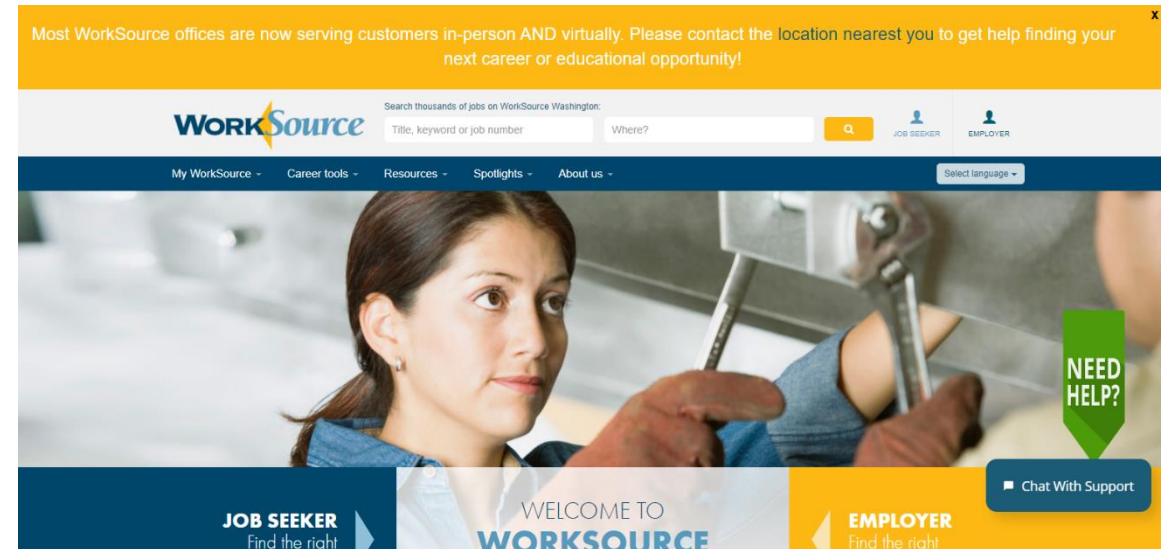 X
Most WorkSource offices are now serving customers in-person AND virtually. Please contact the location nearest you to get help finding your
next career or educational opportunity!
WORKSource
Search thousands of jobs on WorkSource Washington:
Title, keyword or job number
Where?
JOB SEEKER
EMPLOYER
My WorkSource
Career tools
Resources
Spotlights
About us
Select language
NEED
HELP?
Chat With Support
JOB SEEKER
Find the right
WELCOME TO
WORKSOURCE
EMPLOYER
Find the right